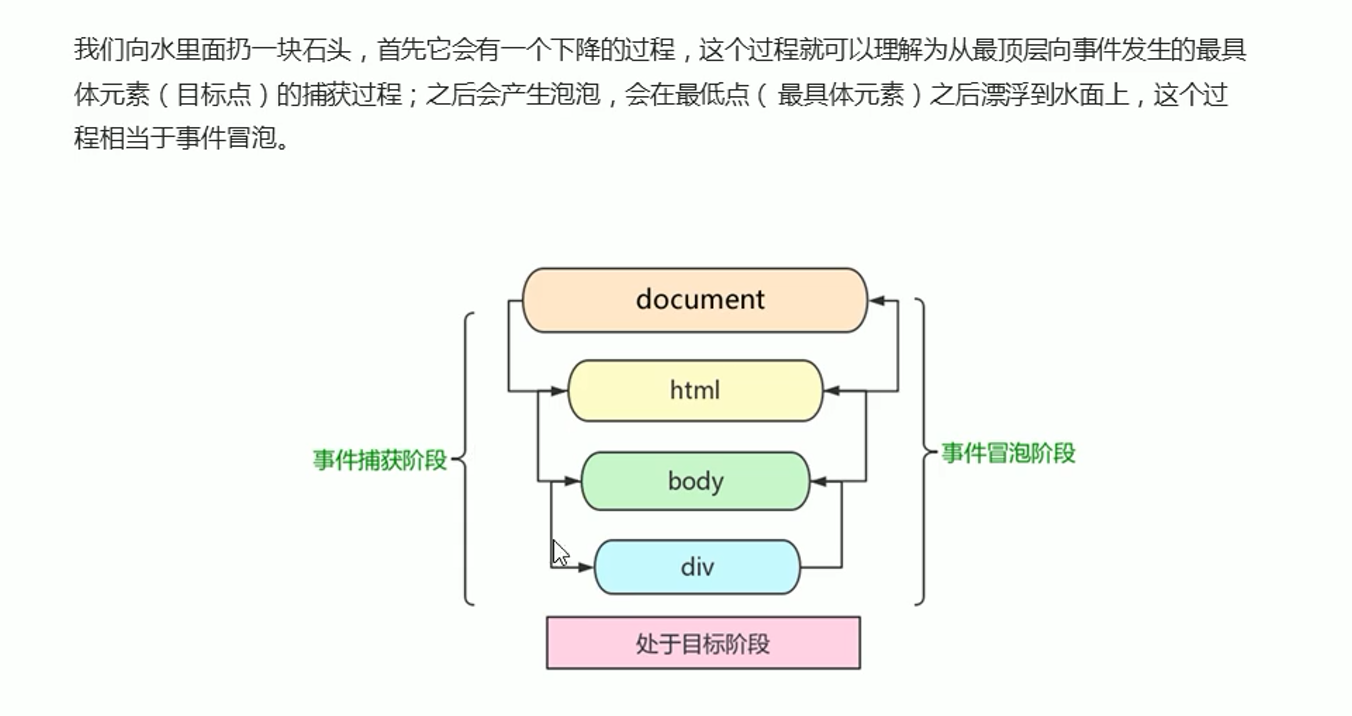 我们向水里面扔一块石头，首先它会有一个下降的过程，这个过程就可以理解为从最顶层向事件发生的最具
体元素（目标点）的捕获过程；之后会产生泡泡，会在最低点（ 最具体元素）之后漂浮到水面上，这个过
程相当于事件冒泡。
document
html
事件捕获阶段
事件冒泡阶段
body
div
处于目标阶段